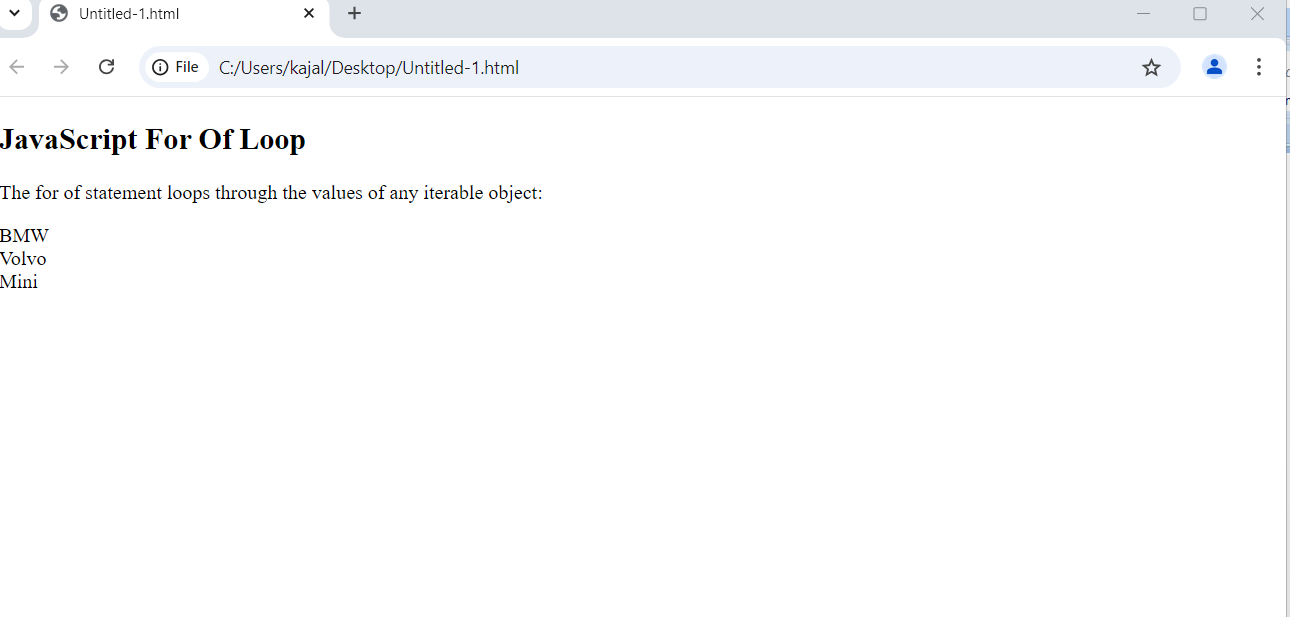 Untitled-1.html
File C:/Users/kajal/Desktop/Untitled-1.html
JavaScript For Of Loop
The for of statement loops through the values of any iterable object:
BMW
Volvo
Mini